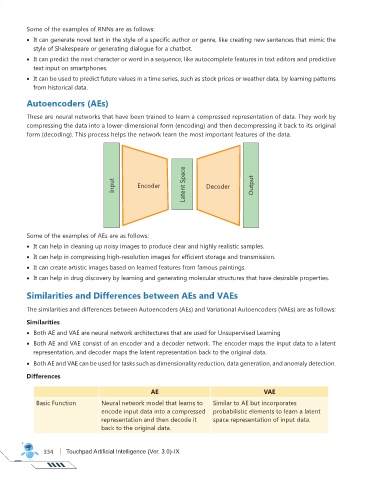 Some of the examples of RNNs are as follows:
• It can generate novel text in the style of a specific author or genre, like creating new sentences that mimic the
style of Shakespeare or generating dialogue for a chatbot.
• It can predict the next character or word in a sequence, like autocomplete features in text editors and predictive
text input on smartphones.
• It can be used to predict future values in a time series, such as stock prices or weather data, by learning patterns
from historical data.
Autoencoders (AEs)
These are neural networks that have been trained to learn a compressed representation of data. They work by
compressing the data into a lower-dimensional form (encoding) and then decompressing it back to its original
form (decoding). This process helps the network learn the most important features of the data.
Input
Encoder
Latent Space
Decoder
Output
Some of the examples of AEs are as follows:
• It can help in cleaning up noisy images to produce clear and highly realistic samples.
• It can help in compressing high-resolution images for efficient storage and transmission.
• It can create artistic images based on learned features from famous paintings.
• It can help in drug discovery by learning and generating molecular structures that have desirable properties.
Similarities and Differences between AEs and VAEs
The similarities and differences between Autoencoders (AEs) and Variational Autoencoders (VAEs) are as follows:
Similarities
• Both AE and VAE are neural network architectures that are used for Unsupervised Learning
• Both AE and VAE consist of an encoder and a decoder network. The encoder maps the input data to a latent
representation, and decoder maps the latent representation back to the original data.
• Both AE and VAE can be used for tasks such as dimensionality reduction, data generation, and anomaly detection.
Differences
AE VAE
Basic Function Neural network model that learns to Similar to AE but incorporates
encode input data into a compressed probabilistic elements to learn a latent
representation and then decode it space representation of input data.
back to the original data.
334 | Touchpad Artificial Intelligence (Ver. 3.0)-IX